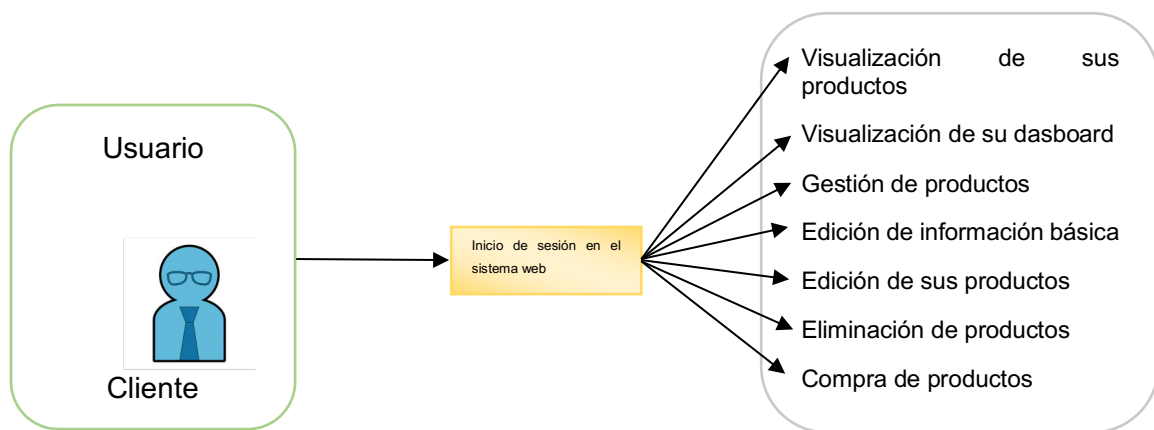 Usuario
Cliente
Inicio de sesión en el
sistema web
Visualización de sus
productos
Visualización de su dasboard
Gestión de productos
Edición de información básica
Edición de sus productos
Eliminación de productos
Compra de productos